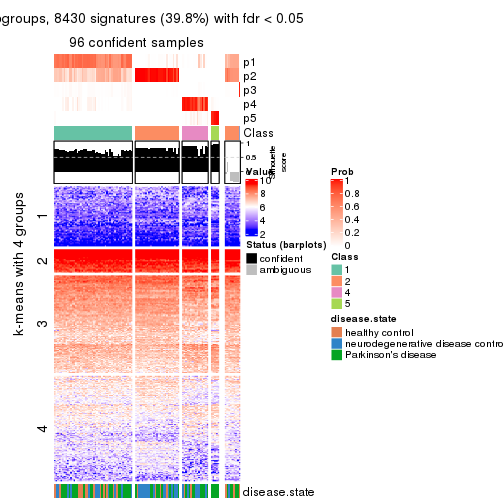 ogroups, 8430 signatures (39.8%) with fdr < 0.05
96 confident samples
p1
p2
p3
p4
p5
Class
1
0.5
0
Silhouette
score
k-means with 4 groups
1
2
3
4
Value
10
8
6
4
2
Status (barplots)
confident
ambiguous
Prob
1
0.8
0.6
0.4
0.2
0
Class
1
2
4
5
disease.state
healthy control
neurodegenerative disease contro
Parkinson's disease
disease.state